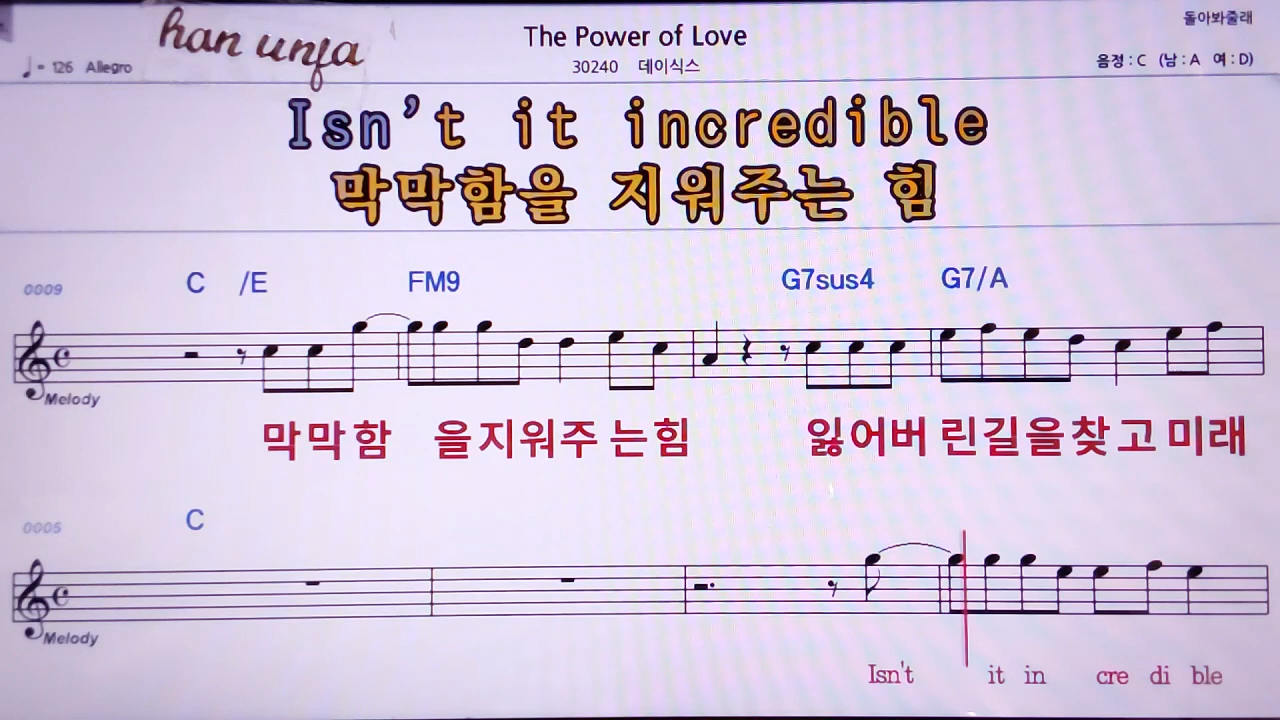 han unja
The Power of Love
돌아봐줄래
♩= 126 Allegro
30240 데이식스
음정 : C (남 : A 여 : D)
Isn't it incredible
막막함을 지워주는 힘
0009 C /E FM9 G7sus4 G7/A
Melody
막막함 을지워주 는힘 잃어버 린길을찾고미래
0005 C
Melody
Isn't it in cre di ble